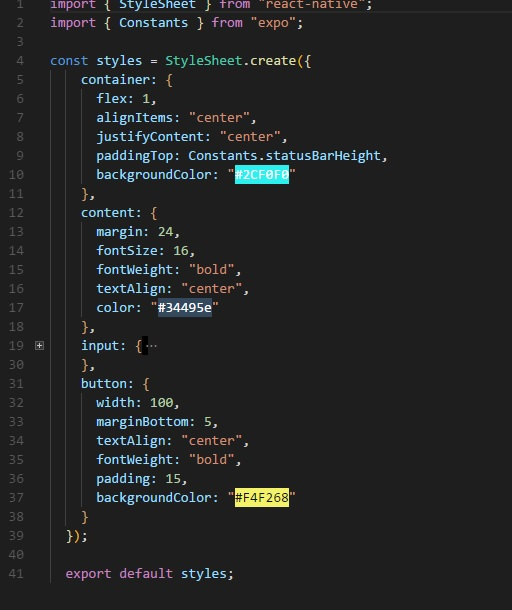 1 import { StyleSheet } from "react-native";
2 import { Constants } from "expo";
3
4 const styles = StyleSheet.create({
5 container: {
6 flex: 1,
7 alignItems: "center",
8 justifyContent: "center",
9 paddingTop: Constants.statusBarHeight,
10 backgroundColor: "#2CF0F0"
11 },
12 content: {
13 margin: 24,
14 fontSize: 16,
15 fontWeight: "bold",
16 textAlign: "center",
17 color: "#34495e"
18 },
19 input: {⋯
30 },
31 button: {
32 width: 100,
33 marginBottom: 5,
34 textAlign: "center",
35 fontWeight: "bold",
36 padding: 15,
37 backgroundColor: "#F4F268"
38 }
39 });
40
41 export default styles;